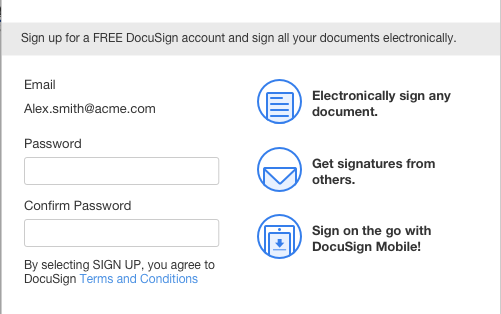 Sign up for a FREE DocuSign account and sign all your documents electronically.
Email
Alex.smith@acme.com
Password
Confirm Password
By selecting SIGN UP, you agree to
DocuSign Terms and Conditions
Electronically sign any
document.
Get signatures from
others.
Sign on the go with
DocuSign Mobile!